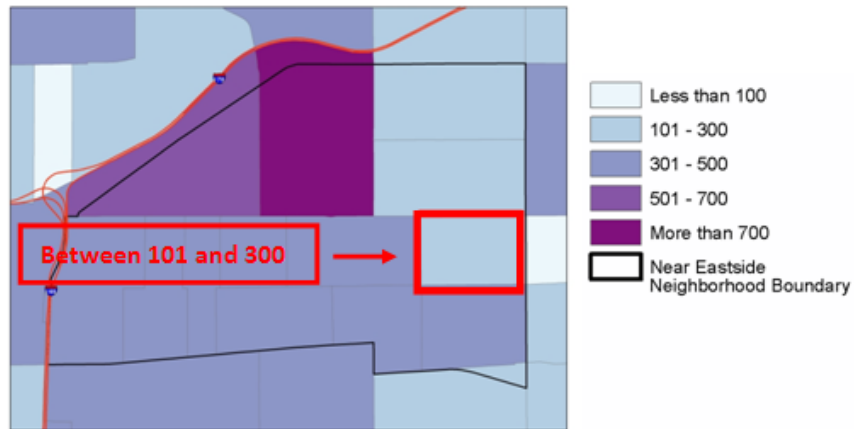 Less than 100
101 - 300
301 - 500
501 - 700
Between 101 and 300
More than 700
Near Eastside
Neighborhood Boundary